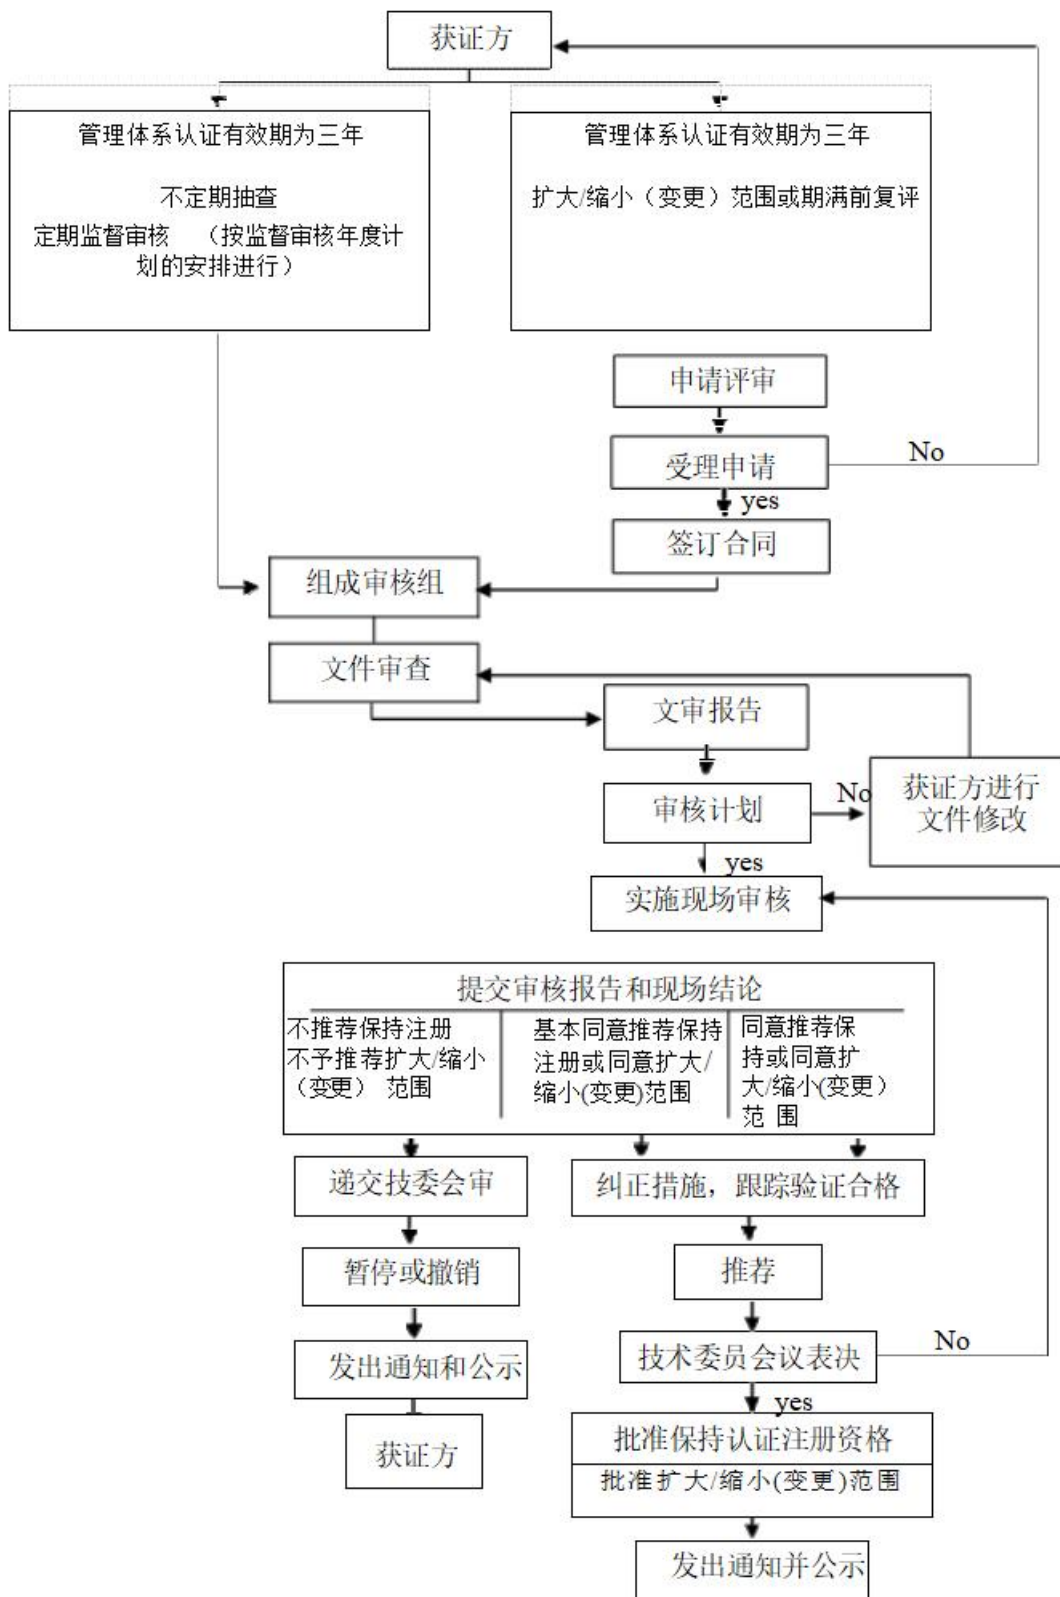 获证方
管理体系认证有效期为三年
不定期抽查
定期监督审核 （按监督审核年度计
划的安排进行）
管理体系认证有效期为三年
扩大/缩小（变更）范围或期满前复评
申请评审
受理申请
No
yes
签订合同
组成审核组
文件审查
文审报告
审核计划
No
获证方进行
文件修改
yes
实施现场审核
提交审核报告和现场结论
不推荐保持注册
不予推荐扩大/缩小
（变更） 范围
基本同意推荐保持
注册或同意扩大/
缩小(变更)范围
同意推荐保
持或同意扩
大/缩小(变更）
范 围
递交技委会审
纠正措施，跟踪验证合格
暂停或撤销
推荐
发出通知和公示
技术委员会议表决
No
yes
获证方
批准保持认证注册资格
批准扩大/缩小(变更)范围
发出通知并公示